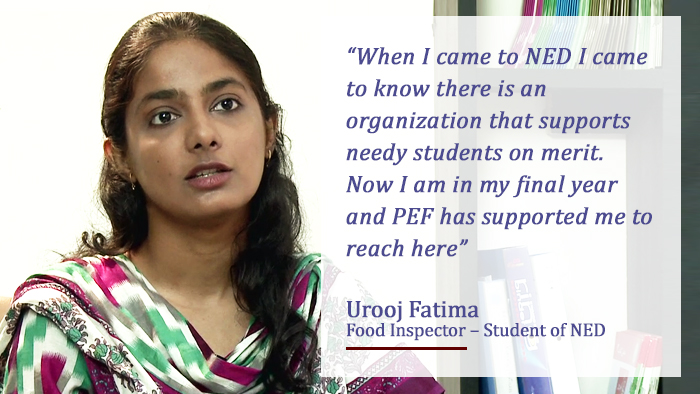 “When I came to NED I came
to know there is an
organization that supports
needy students on merit.
Now I am in my final year
and PEF has supported me to
reach here”
Urooj Fatima
Food Inspector – Student of NED